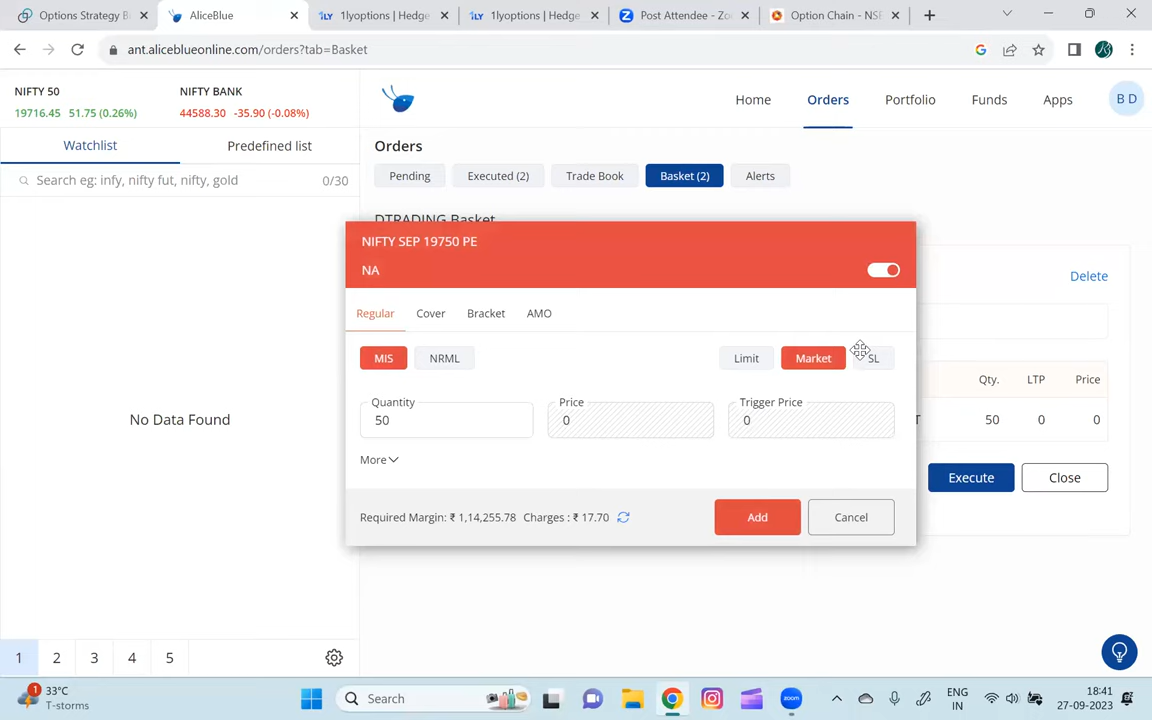 Options Strategy B
AliceBlue
1lyoptions | Hedge
1lyoptions | Hedge
Post Attendee - Zoo
Option Chain - NSE
ant.aliceblueonline.com/orders?tab=Basket
NIFTY 50
NIFTY BANK
19716.45 51.75 (0.26%)
44588.30 -35.90 (-0.08%)
Home
Orders
Portfolio
Funds
Apps
B D
Watchlist
Predefined list
Search eg: infy, nifty fut, nifty, gold
0/30
No Data Found
Orders
Pending
Executed (2)
Trade Book
Basket (2)
Alerts
DTRADING Basket
Delete
NIFTY SEP 19750 PE
NA
Regular
Cover
Bracket
AMO
MIS
NRML
Limit
Market
SL
Quantity
Price
Trigger Price
50
0
0
More
Required Margin: ₹ 1,14,255.78 Charges : ₹ 17.70
Add
Cancel
Qty.
LTP
Price
T
50
0
0
Execute
Close
1
2
3
4
5
1
33°C
T-storms
Search
zoom
ENG
IN
18:41
27-09-2023